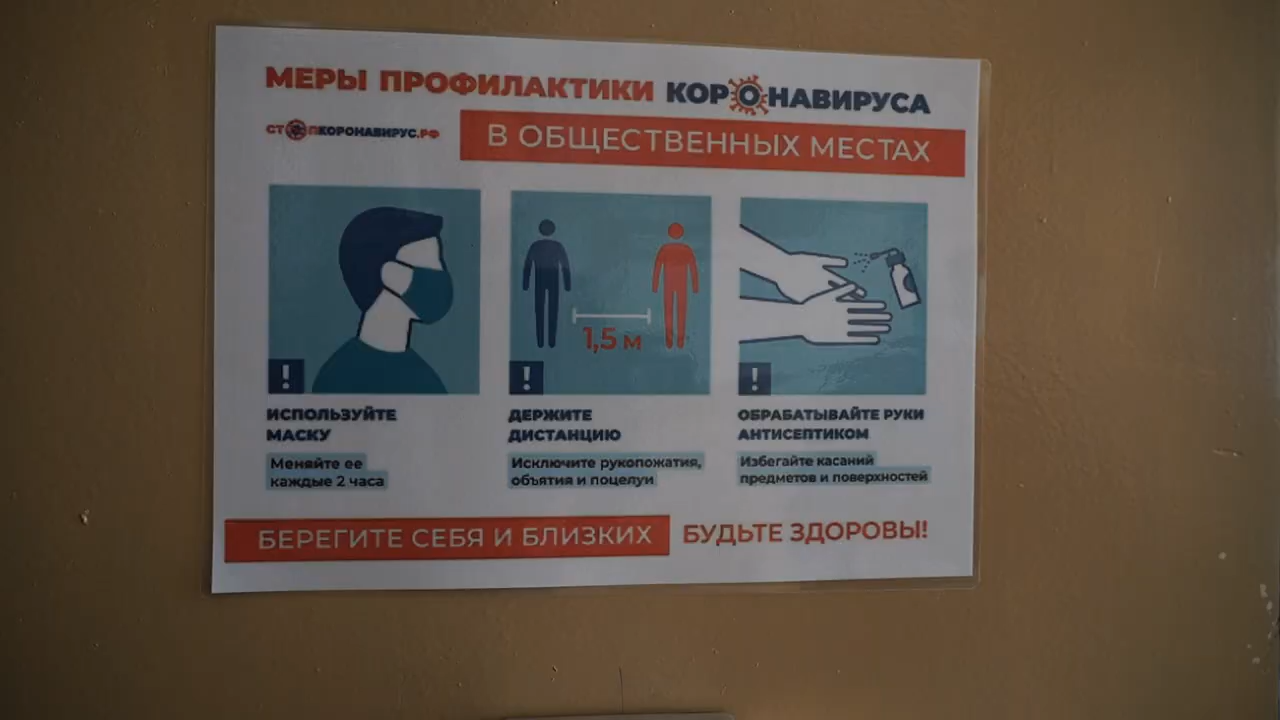 МЕРЫ ПРОФИЛАКТИКИ КОРОНАВИРУСА
СТОПКОРОНАВИРУС.РФ
В ОБЩЕСТВЕННЫХ МЕСТАХ
1,5 м
!
!
!
ИСПОЛЬЗУЙТЕ
МАСКУ
Меняйте ее
каждые 2 часа
ДЕРЖИТЕ
ДИСТАНЦИЮ
Исключите рукопожатия,
объятия и поцелуи
ОБРАБАТЫВАЙТЕ РУКИ
АНТИСЕПТИКОМ
Избегайте касаний
предметов и поверхностей
БЕРЕГИТЕ СЕБЯ И БЛИЗКИХ
БУДЬТЕ ЗДОРОВЫ!